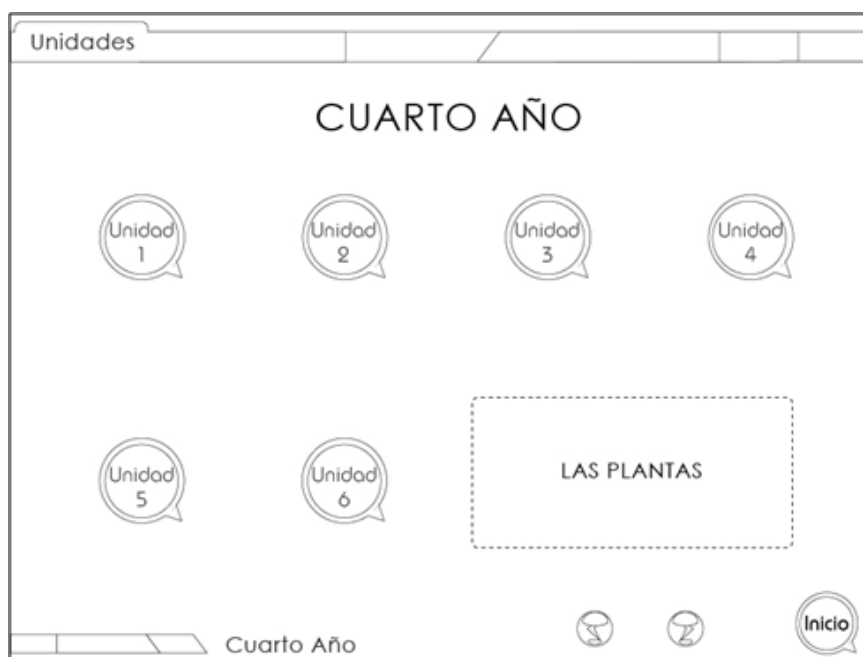 Unidades
CUARTO AÑO
Unidad
1
Unidad
2
Unidad
3
Unidad
4
Unidad
5
Unidad
6
LAS PLANTAS
Cuarto Año
Inicio